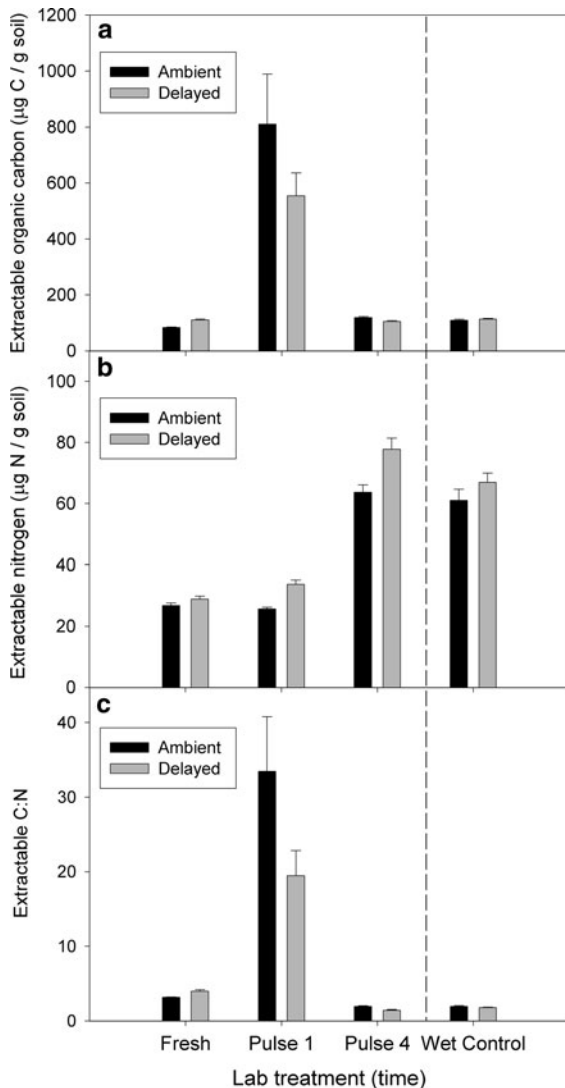 a
Extractable organic carbon (µg C / g soil)
1200
1000
800
600
400
200
0
Ambient
Delayed
b
Extractable nitrogen (µg N / g soil)
100
80
60
40
20
0
Ambient
Delayed
c
Extractable C:N
40
30
20
10
0
Ambient
Delayed
Fresh Pulse 1 Pulse 4 Wet Control
Lab treatment (time)